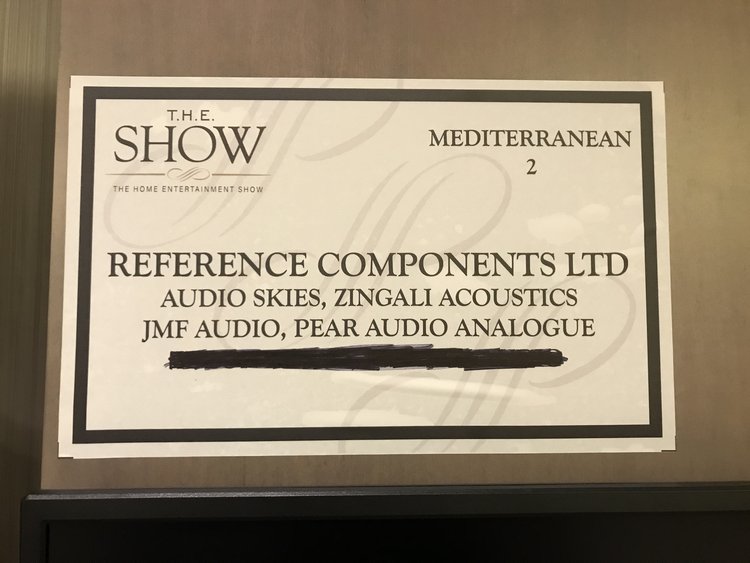 T.H.E.
SHOW
THE HOME ENTERTAINMENT SHOW
MEDITERRANEAN
2
REFERENCE COMPONENTS LTD
AUDIO SKIES, ZINGALI ACOUSTICS
JMF AUDIO, PEAR AUDIO ANALOGUE